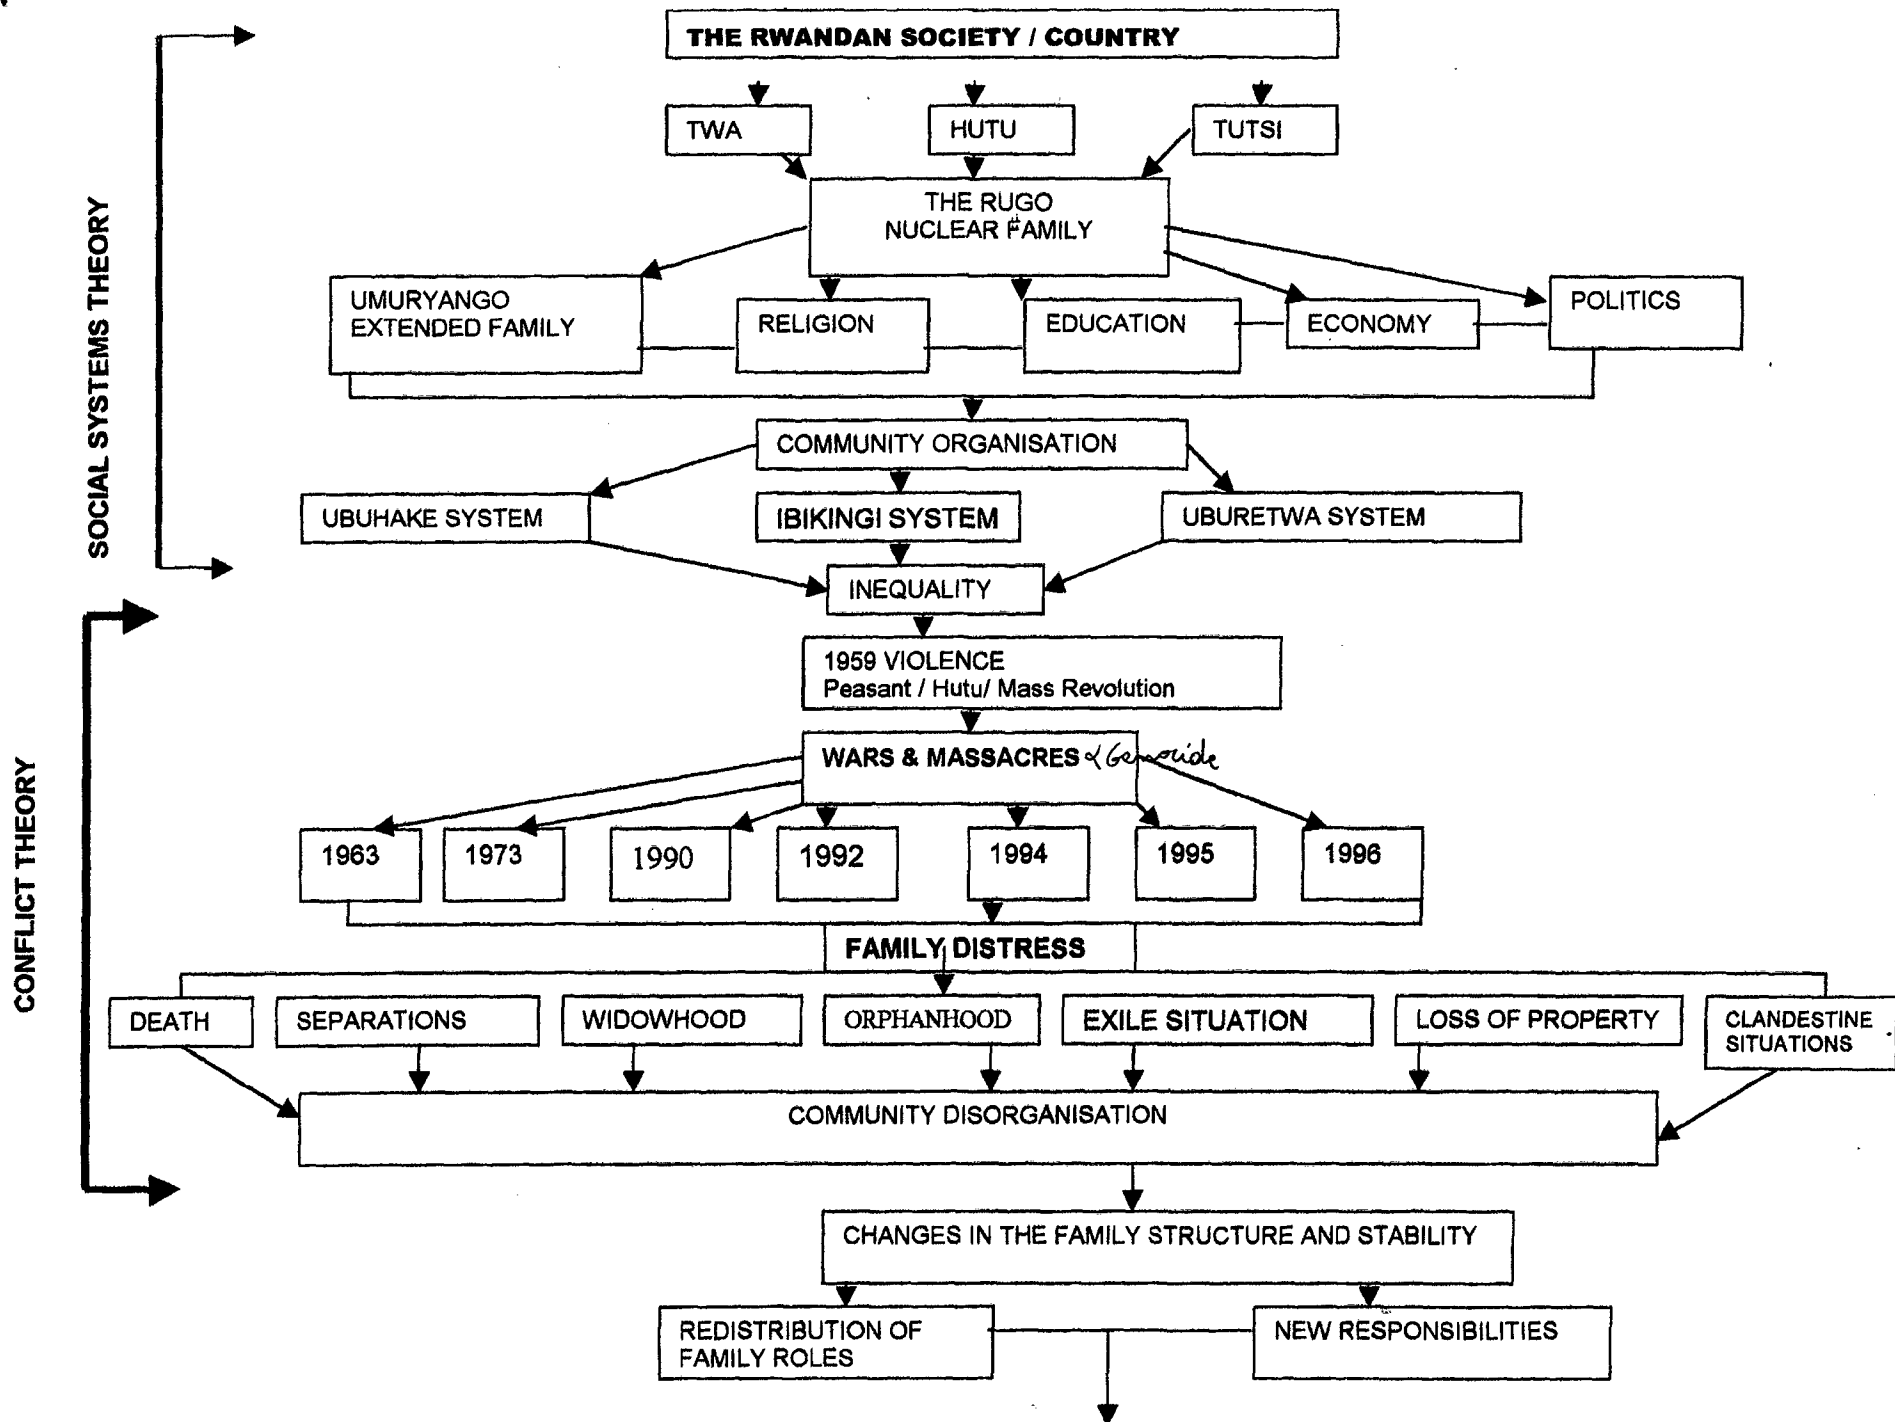 THE RWANDAN SOCIETY / COUNTRY
TWA
HUTU
TUTSI
THE RUGO
NUCLEAR FAMILY
UMURYANGO
EXTENDED FAMILY
RELIGION
EDUCATION
ECONOMY
POLITICS
SOCIAL SYSTEMS THEORY
COMMUNITY ORGANISATION
UBUHAKE SYSTEM
IBIKINGI SYSTEM
UBURETWA SYSTEM
INEQUALITY
CONFLICT THEORY
1959 VIOLENCE
Peasant / Hutu/ Mass Revolution
WARS & MASSACRES & Genocide
1963
1973
1990
1992
1994
1995
1996
FAMILY DISTRESS
DEATH
SEPARATIONS
WIDOWHOOD
ORPHANHOOD
EXILE SITUATION
LOSS OF PROPERTY
CLANDESTINE
SITUATIONS
COMMUNITY DISORGANISATION
CHANGES IN THE FAMILY STRUCTURE AND STABILITY
REDISTRIBUTION OF
FAMILY ROLES
NEW RESPONSIBILITIES